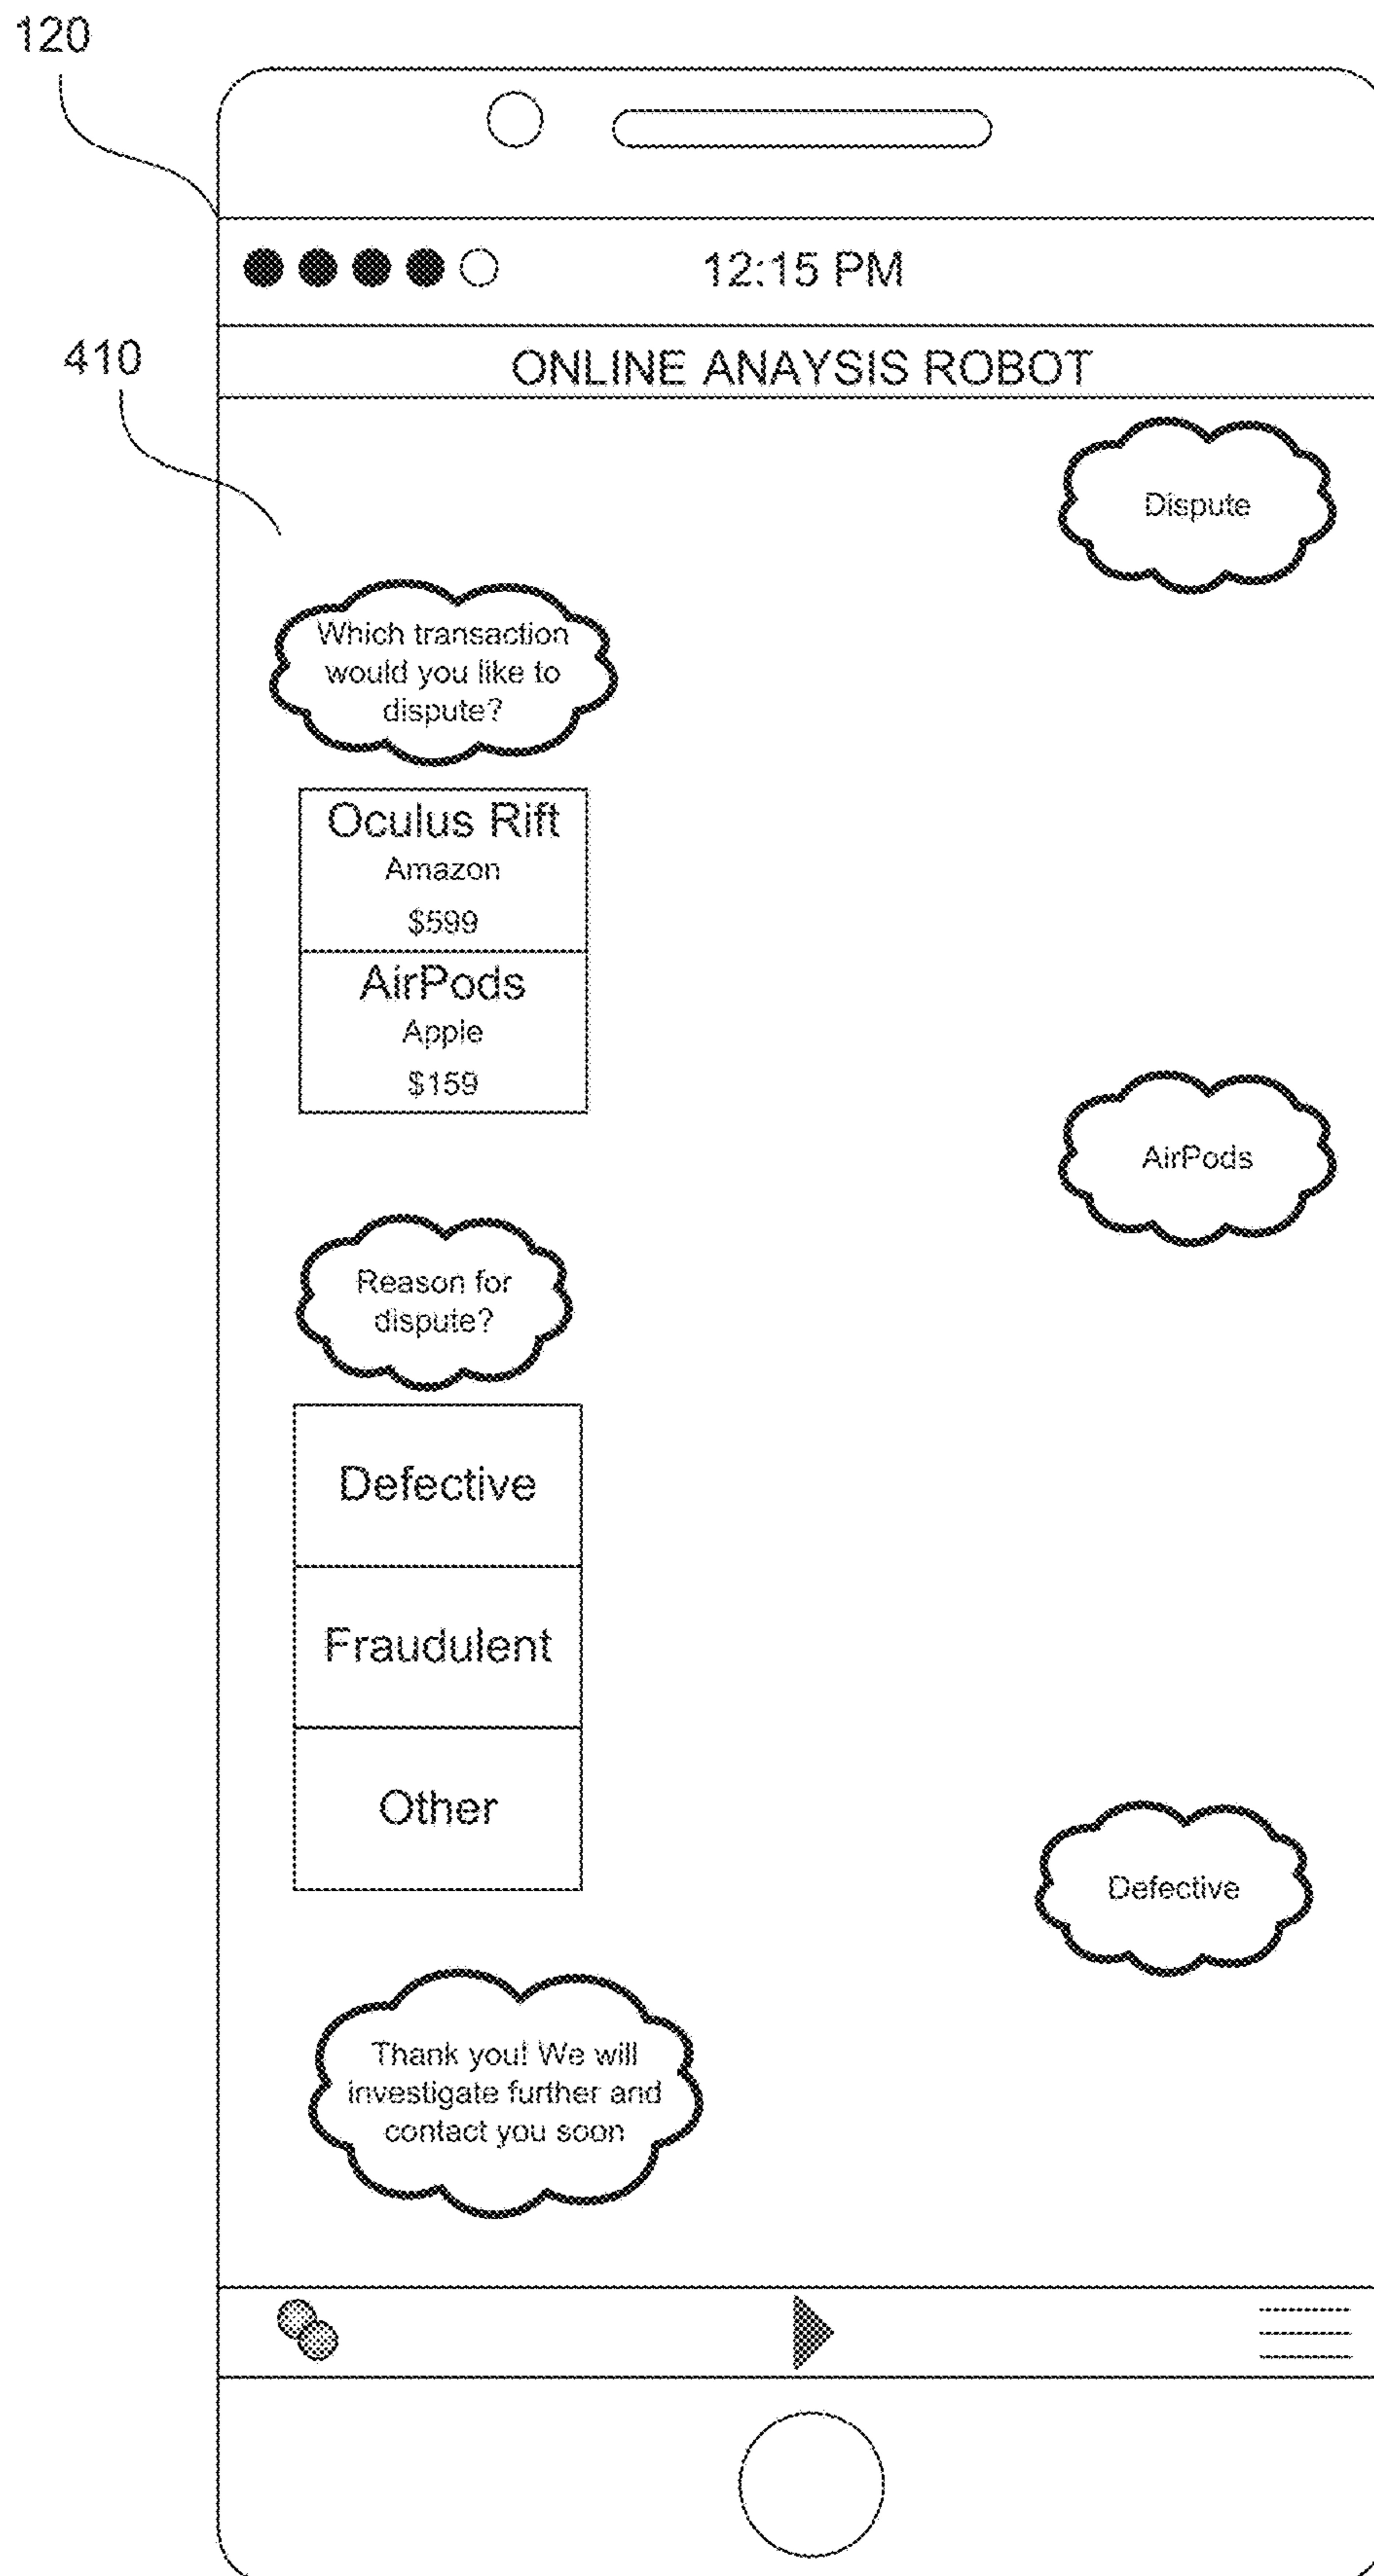 120
12:15 PM
410
ONLINE ANAYSIS ROBOT
Dispute
Which transaction
would you like to
dispute?
Oculus Rift
Amazon
$599
AirPods
Apple
$159
AirPods
Reason for
dispute?
Defective
Fraudulent
Other
Defective
Thank you! We will
investigate further and
contact you soon